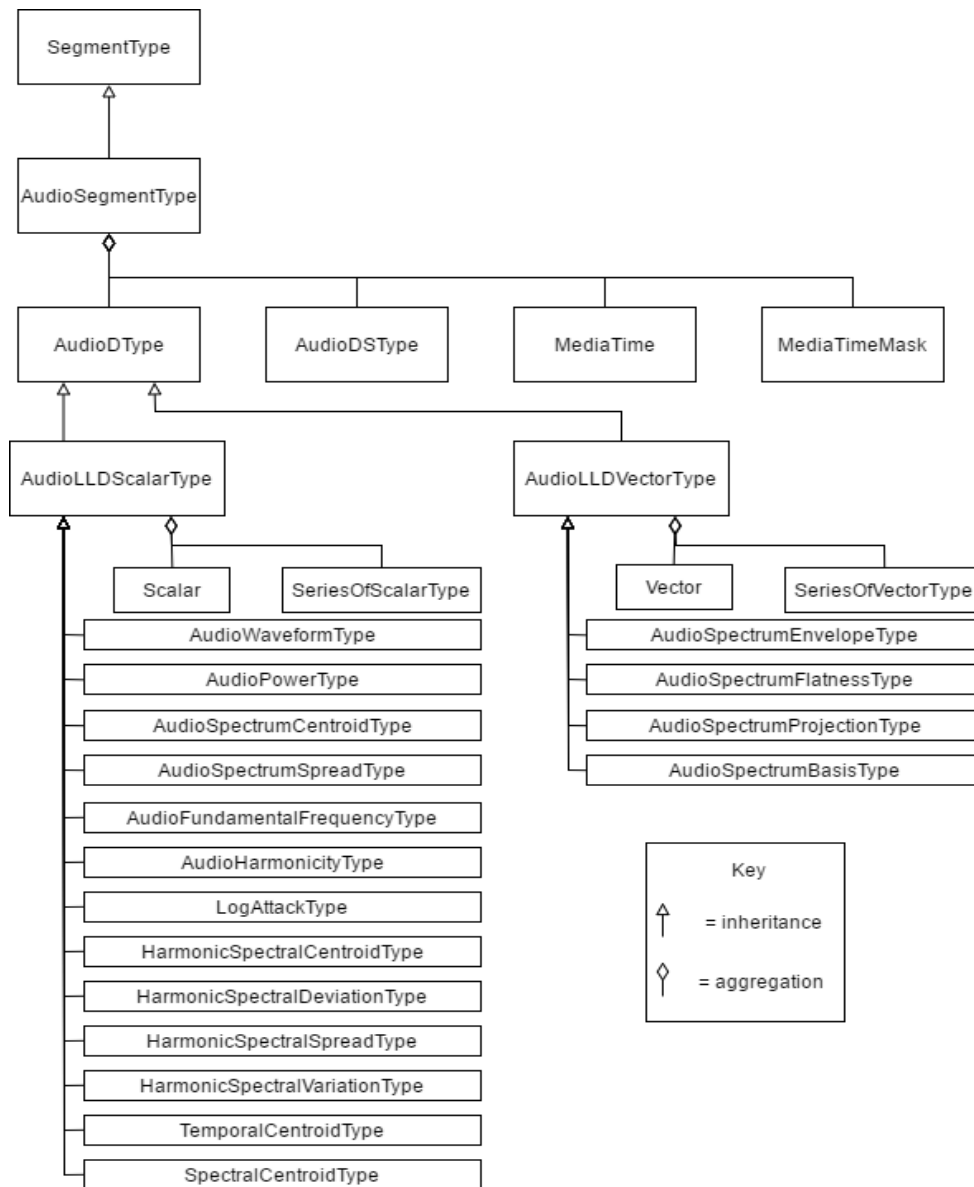 SegmentType
AudioSegmentType
AudioDType
AudioDSType
MediaTime
MediaTimeMask
AudioLLDScalarType
AudioLLDVectorType
Scalar
SeriesOfScalarType
Vector
SeriesOfVectorType
AudioWaveformType
AudioPowerType
AudioSpectrumCentroidType
AudioSpectrumSpreadType
AudioFundamentalFrequencyType
AudioHarmonicityType
LogAttackType
HarmonicSpectralCentroidType
HarmonicSpectralDeviationType
HarmonicSpectralSpreadType
HarmonicSpectralVariationType
TemporalCentroidType
SpectralCentroidType
AudioSpectrumEnvelopeType
AudioSpectrumFlatnessType
AudioSpectrumProjectionType
AudioSpectrumBasisType
Key
= inheritance
= aggregation